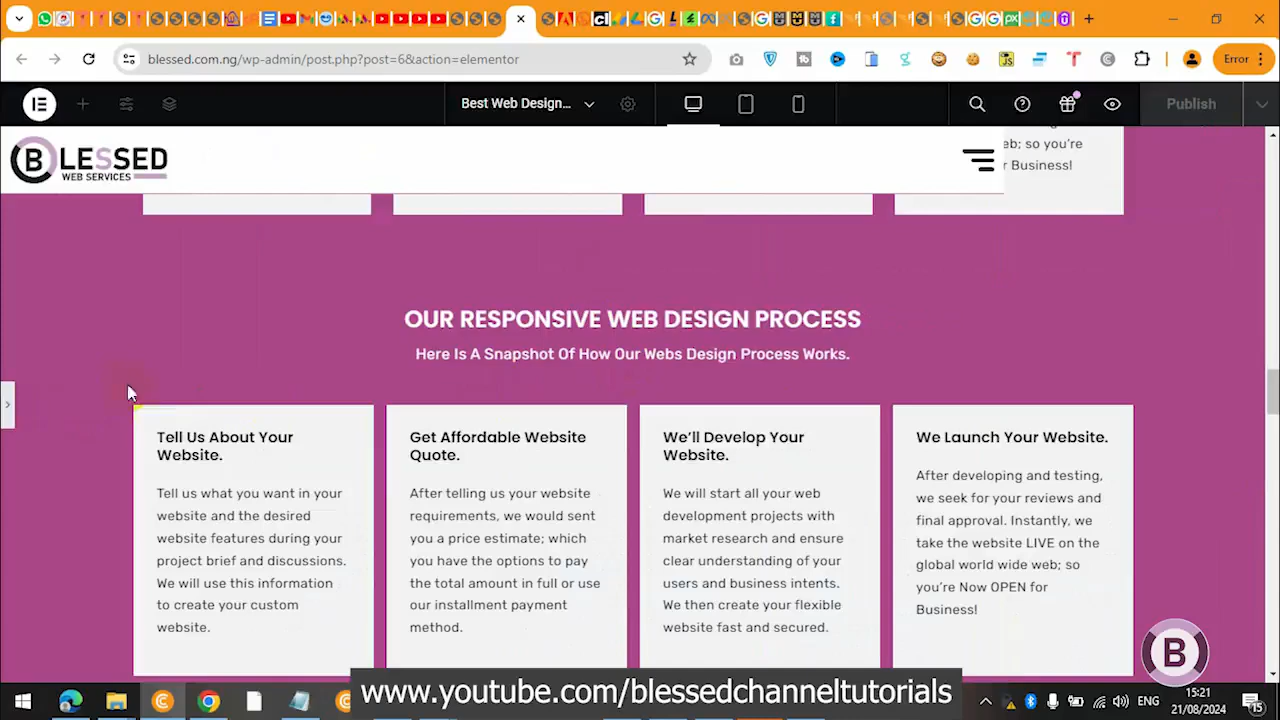 blessed.com.ng/wp-admin/post.php?post=6&action=elementor
Error
Best Web Design...
Publish
BLESSED
WEB SERVICES
web; so you're
r Business!
OUR RESPONSIVE WEB DESIGN PROCESS
Here Is A Snapshot Of How Our Webs Design Process Works.
Tell Us About Your
Website.
Tell us what you want in your
website and the desired
website features during your
project brief and discussions.
We will use this information
to create your custom
website.
Get Affordable Website
Quote.
After telling us your website
requirements, we would sent
you a price estimate; which
you have the options to pay
the total amount in full or use
our installment payment
method.
We'll Develop Your
Website.
We will start all your web
development projects with
market research and ensure
clear understanding of your
users and business intents.
We then create your flexible
website fast and secured.
We Launch Your Website.
After developing and testing,
we seek for your reviews and
final approval. Instantly, we
take the website LIVE on the
global world wide web; so
you're Now OPEN for
Business!
B
www.youtube.com/blessedchanneltutorials
ENG
15:21
21/08/2024
15